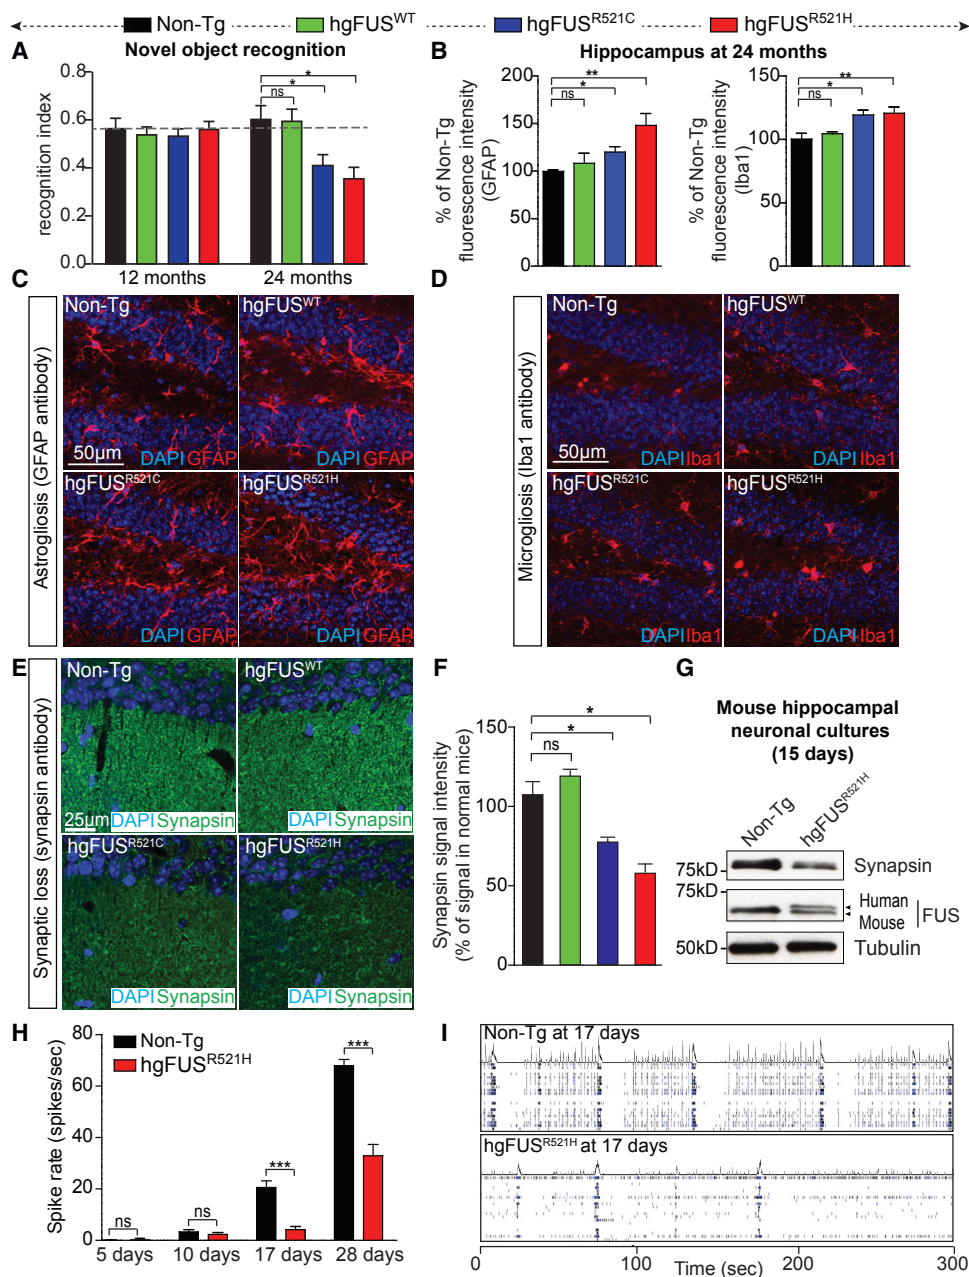 Non-Tg hgFUSWT hgFUSR521C hgFUSR521H
A Novel object recognition
recognition index
0.8
0.6
0.4
0.2
0.0
ns
*
*
12 months 24 months
B Hippocampus at 24 months
% of Non-Tg
fluorescence intensity
(GFAP)
200
150
100
50
0
ns
*
**
% of Non-Tg
fluorescence intensity
(Iba1)
150
100
50
0
ns
*
**
C
Astrogliosis (GFAP antibody)
Non-Tg
50µm
DAPI GFAP
hgFUSWT
DAPI GFAP
hgFUSR521C
DAPI GFAP
hgFUSR521H
DAPI GFAP
D
Microgliosis (Iba1 antibody)
Non-Tg
50µm
DAPI Iba1
hgFUSWT
DAPI Iba1
hgFUSR521C
DAPI Iba1
hgFUSR521H
DAPI Iba1
E
Synaptic loss (synapsin antibody)
Non-Tg
25µm
DAPI Synapsin
hgFUSWT
DAPI Synapsin
hgFUSR521C
DAPI Synapsin
hgFUSR521H
DAPI Synapsin
F
Synapsin signal intensity
(% of signal in normal mice)
150
100
50
0
ns
*
*
G
Mouse hippocampal
neuronal cultures
(15 days)
Non-Tg
hgFUSR521H
75kD Synapsin
75kD
Human
Mouse
FUS
50kD Tubulin
H
Spike rate (spikes/sec)
80
60
40
20
0
Non-Tg
hgFUSR521H
ns
ns
***
***
5 days 10 days 17 days 28 days
I
Non-Tg at 17 days
hgFUSR521H at 17 days
0 100 200 300
Time (sec)